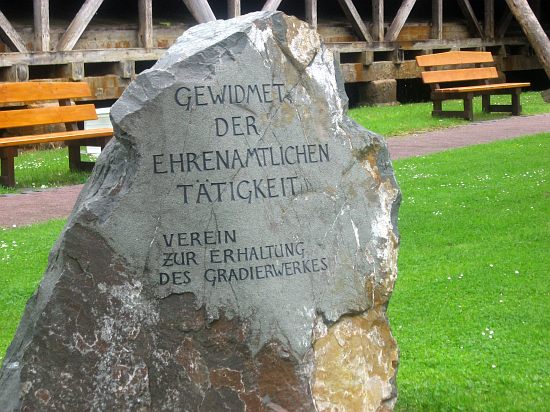 GEWIDMET
DER
EHRENAMTLICHEN
TÄTIGKEIT
VEREIN
ZUR ERHALTUNG
DES GRADIERWERKES